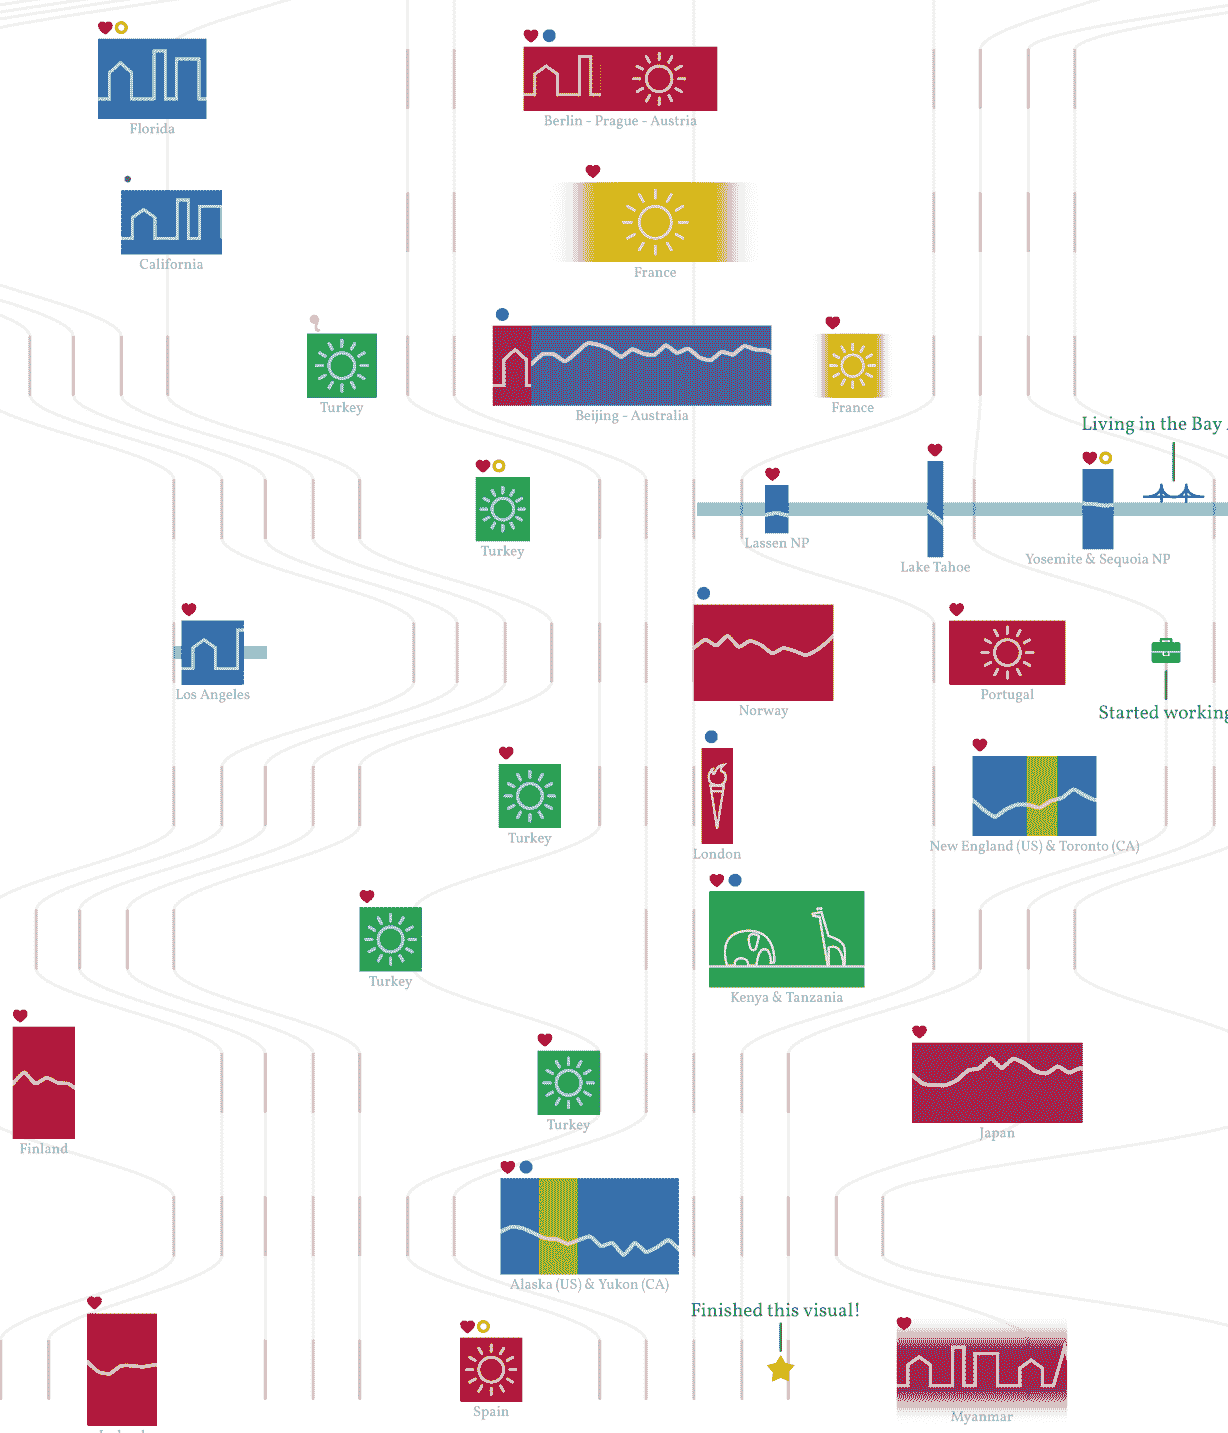 Florida
Berlin - Prague - Austria
California
France
Turkey
Beijing - Australia
France
Living in the Bay
Turkey
Lassen NP
Lake Tahoe
Yosemite & Sequoia NP
Los Angeles
Norway
Portugal
Started working
Turkey
London
New England (US) & Toronto (CA)
Turkey
Kenya & Tanzania
Finland
Turkey
Japan
Alaska (US) & Yukon (CA)
Finished this visual!
Spain
Myanmar